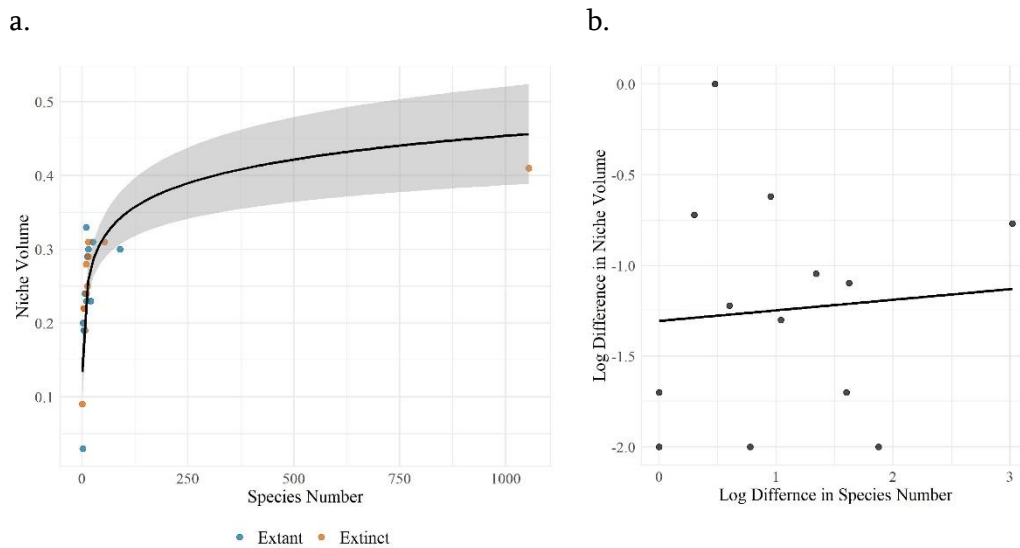 a.
0.5
0.4
0.3
0.2
0.1
Niche Volume
0 250 500 750 1000
Species Number
Extant Extinct
b.
0.0
-0.5
-1.0
-1.5
-2.0
Log Difference in Niche Volume
0 1 2 3
Log Differnce in Species Number